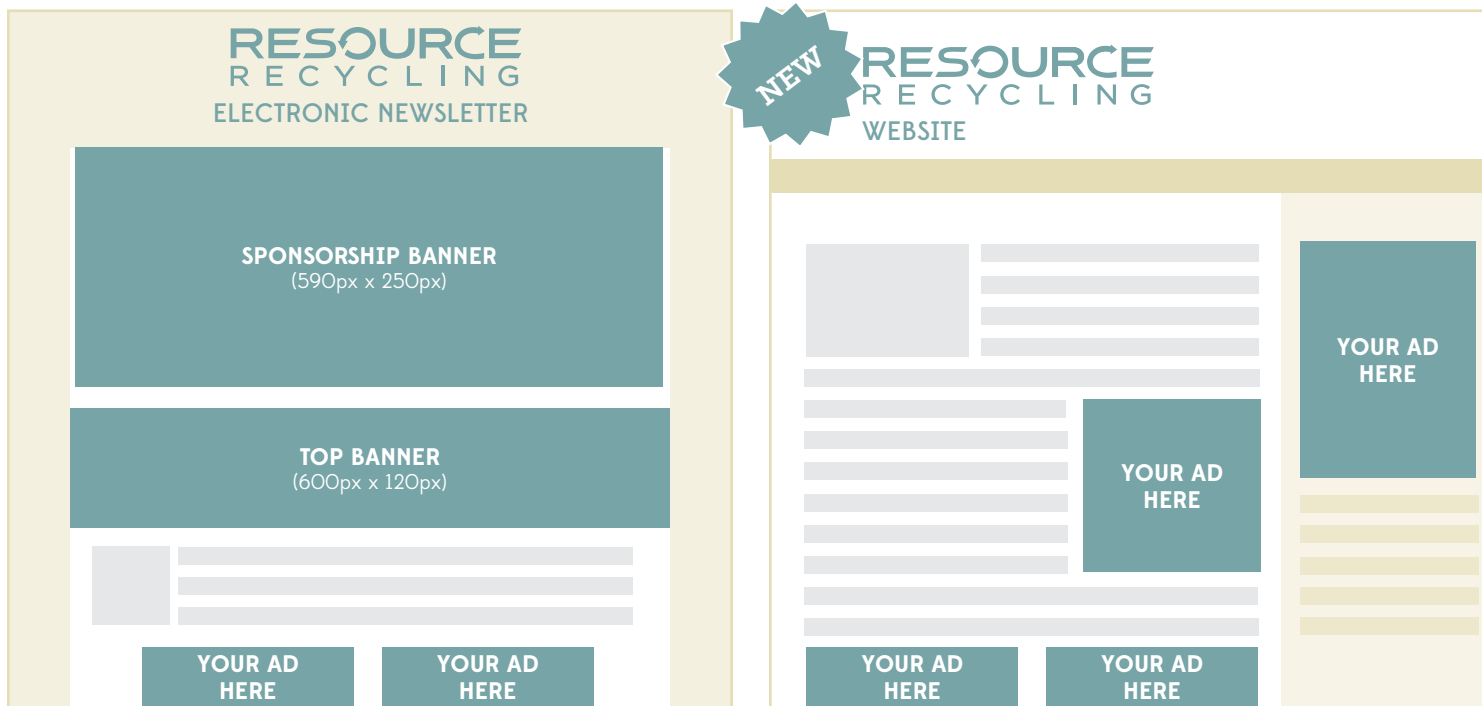 RESOURCE
RECYCLING
ELECTRONIC NEWSLETTER
SPONSORSHIP BANNER
(590px x 250px)
TOP BANNER
(600px x 120px)
YOUR AD
HERE
YOUR AD
HERE
NEW
RESOURCE
RECYCLING
WEBSITE
YOUR AD
HERE
YOUR AD
HERE
YOUR AD
HERE
YOUR AD
HERE